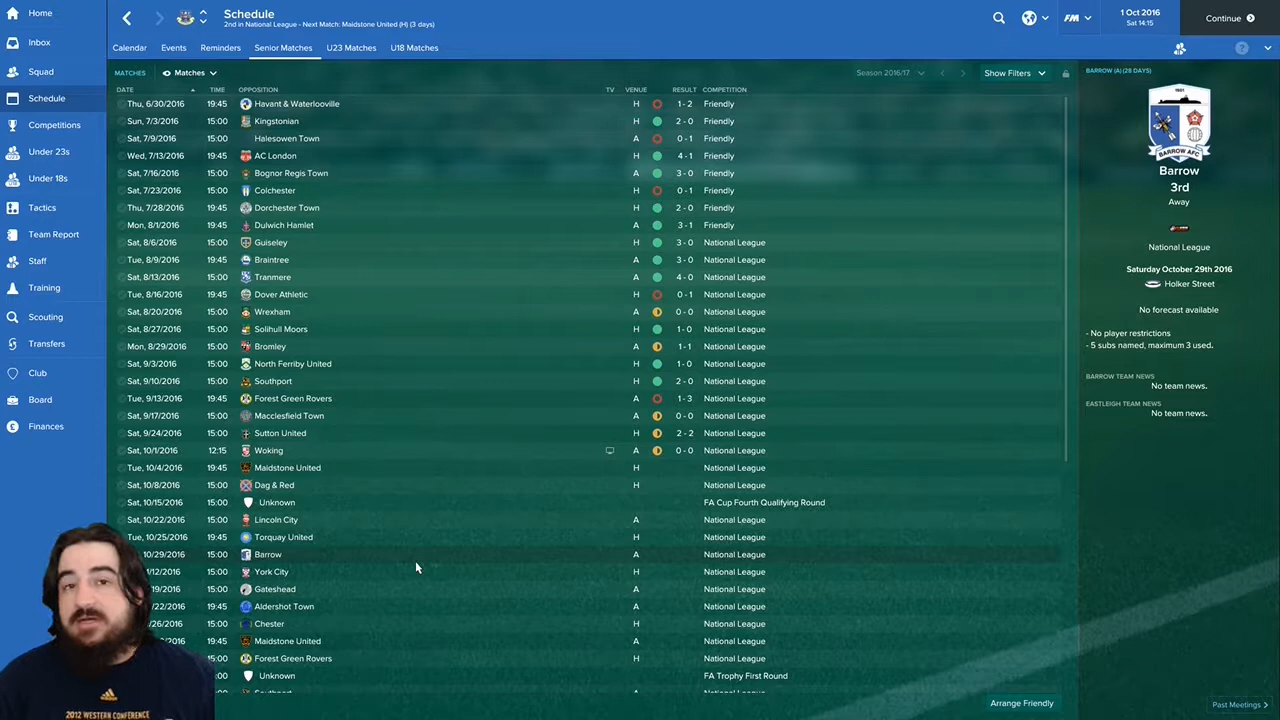 Home
Inbox
Squad
Schedule
Competitions
Under 23s
Under 18s
Tactics
Team Report
Staff
Training
Scouting
Transfers
Club
Board
Finances
Schedule
2nd in National League - Next Match: Maidstone United (H) (3 days)
FM
1 Oct 2016
Sat 14:15
Continue
Calendar Events Reminders Senior Matches U23 Matches U18 Matches
?
MATCHES Matches Season 2016/17 Show Filters
DATE TIME OPPOSITION TV VENUE RESULT COMPETITION
Thu, 6/30/2016 19:45 Havant & Waterlooville H 1 - 2 Friendly
Sun, 7/3/2016 15:00 Kingstonian H 2 - 0 Friendly
Sat, 7/9/2016 15:00 Halesowen Town A 0 - 1 Friendly
Wed, 7/13/2016 19:45 AC London H 4 - 1 Friendly
Sat, 7/16/2016 15:00 Bognor Regis Town A 3 - 0 Friendly
Sat, 7/23/2016 15:00 Colchester H 0 - 1 Friendly
Thu, 7/28/2016 19:45 Dorchester Town H 2 - 0 Friendly
Mon, 8/1/2016 19:45 Dulwich Hamlet A 3 - 1 Friendly
Sat, 8/6/2016 15:00 Guiseley H 3 - 0 National League
Tue, 8/9/2016 19:45 Braintree A 3 - 0 National League
Sat, 8/13/2016 15:00 Tranmere A 4 - 0 National League
Tue, 8/16/2016 19:45 Dover Athletic H 0 - 1 National League
Sat, 8/20/2016 15:00 Wrexham A 0 - 0 National League
Sat, 8/27/2016 15:00 Solihull Moors H 1 - 0 National League
Mon, 8/29/2016 15:00 Bromley A 1 - 1 National League
Sat, 9/3/2016 15:00 North Ferriby United H 1 - 0 National League
Sat, 9/10/2016 15:00 Southport H 2 - 0 National League
Tue, 9/13/2016 19:45 Forest Green Rovers A 1 - 3 National League
Sat, 9/17/2016 15:00 Macclesfield Town A 0 - 0 National League
Sat, 9/24/2016 15:00 Sutton United H 2 - 2 National League
Sat, 10/1/2016 12:15 Woking A 0 - 0 National League
Tue, 10/4/2016 19:45 Maidstone United H National League
Sat, 10/8/2016 15:00 Dag & Red H National League
Sat, 10/15/2016 15:00 Unknown FA Cup Fourth Qualifying Round
Sat, 10/22/2016 15:00 Lincoln City A National League
Tue, 10/25/2016 19:45 Torquay United H National League
10/29/2016 15:00 Barrow A National League
/12/2016 15:00 York City H National League
/19/2016 15:00 Gateshead A National League
/22/2016 19:45 Aldershot Town A National League
/26/2016 15:00 Chester H National League
/2016 19:45 Maidstone United A National League
/2016 15:00 Forest Green Rovers H National League
:00 Unknown FA Trophy First Round
Southport A National League
Arrange Friendly
BARROW (A) (28 DAYS)
1901
BARROW AFC
Barrow
3rd
Away
National League
Saturday October 29th 2016
Holker Street
No forecast available
- No player restrictions
- 5 subs named, maximum 3 used.
BARROW TEAM NEWS
No team news.
EASTLEIGH TEAM NEWS
No team news.
Past Meetings
2012 WESTERN CONFERENCE